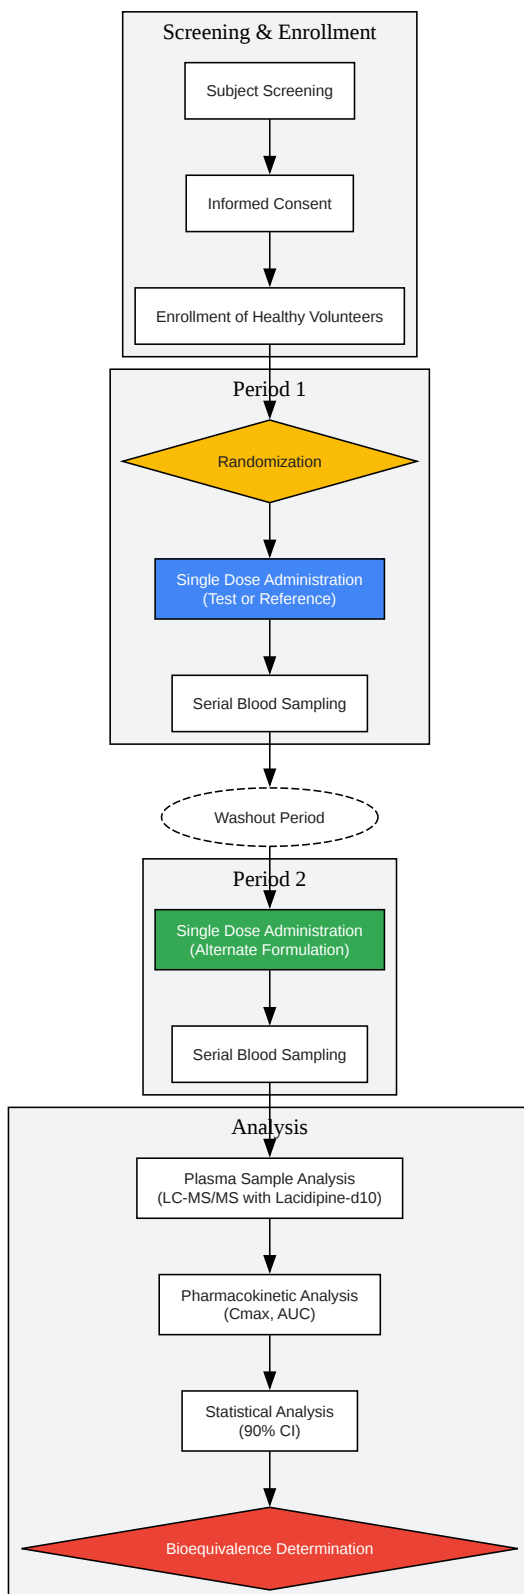 Screening & Enrollment
Subject Screening
Informed Consent
Enrollment of Healthy Volunteers
Period 1
Randomization
Single Dose Administration
(Test or Reference)
Serial Blood Sampling
Washout Period
Period 2
Single Dose Administration
(Alternate Formulation)
Serial Blood Sampling
Analysis
Plasma Sample Analysis
(LC-MS/MS with Lacidipine-d10)
Pharmacokinetic Analysis
(Cmax, AUC)
Statistical Analysis
(90% CI)
Bioequivalence Determination